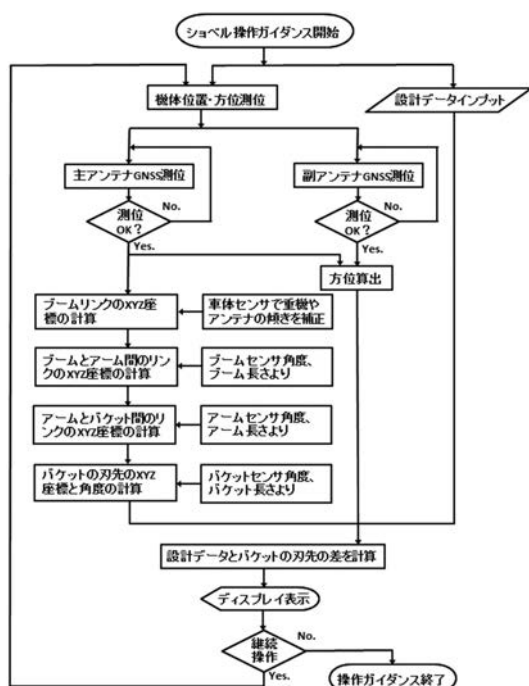 ショベル操作ガイダンス開始
機体位置・方位測位
設計データインプット
主アンテナGNSS測位
副アンテナGNSS測位
測位
OK？
No.
Yes.
測位
OK？
No.
Yes.
方位算出
ブームリンクのXYZ座
標の計算
車体センサで重機や
アンテナの傾きを補正
ブームとアーム間のリン
クのXYZ座標の計算
ブームセンサ角度、
ブーム長さより
アームとバケット間のリ
ンクのXYZ座標の計算
アームセンサ角度、
アーム長さより
バケットの刃先のXYZ
座標と角度の計算
バケットセンサ角度、
バケット長さより
設計データとバケットの刃先の差を計算
ディスプレイ表示
継続
操作
No.
Yes.
操作ガイダンス終了